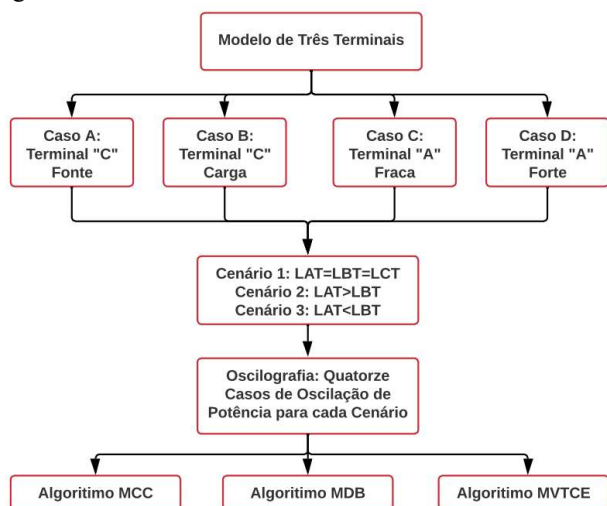 Modelo de Três Terminais
Caso A:
Terminal "C"
Fonte
Caso B:
Terminal "C"
Carga
Caso C:
Terminal "A"
Fraca
Caso D:
Terminal "A"
Forte
Cenário 1: LAT=LBT=LCT
Cenário 2: LAT>LBT
Cenário 3: LAT<LBT
Oscilografia: Quatorze
Casos de Oscilação de
Potência para cada Cenário
Algoritimo MCC
Algoritimo MDB
Algoritimo MVTCE